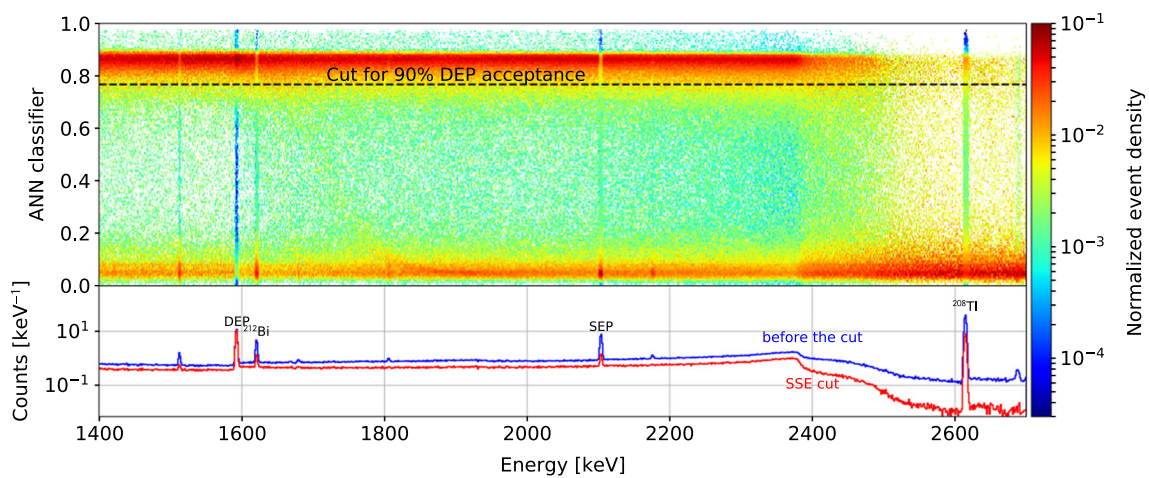 1.0
0.8
0.6
0.4
0.2
0.0
ANN classifier
Cut for 90% DEP acceptance
10⁻¹
10⁻²
10⁻³
10⁻⁴
Normalized event density
10¹
10⁻¹
Counts [keV⁻¹]
DEP
²¹²Bi
SEP
²⁰⁸Tl
before the cut
SSE cut
1400
1600
1800
2000
2200
2400
2600
Energy [keV]